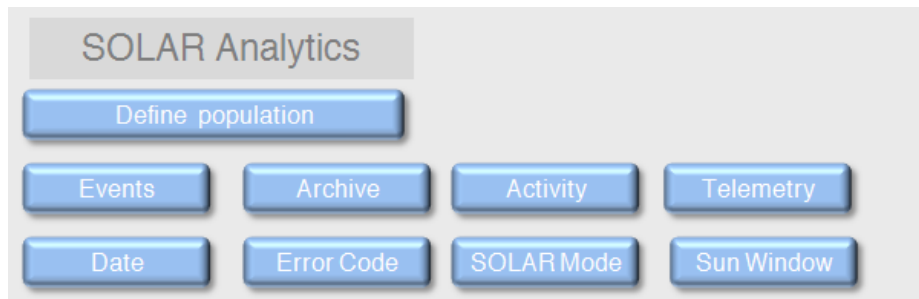 SOLAR Analytics
Define population
Events Archive Activity Telemetry
Date Error Code SOLAR Mode Sun Window